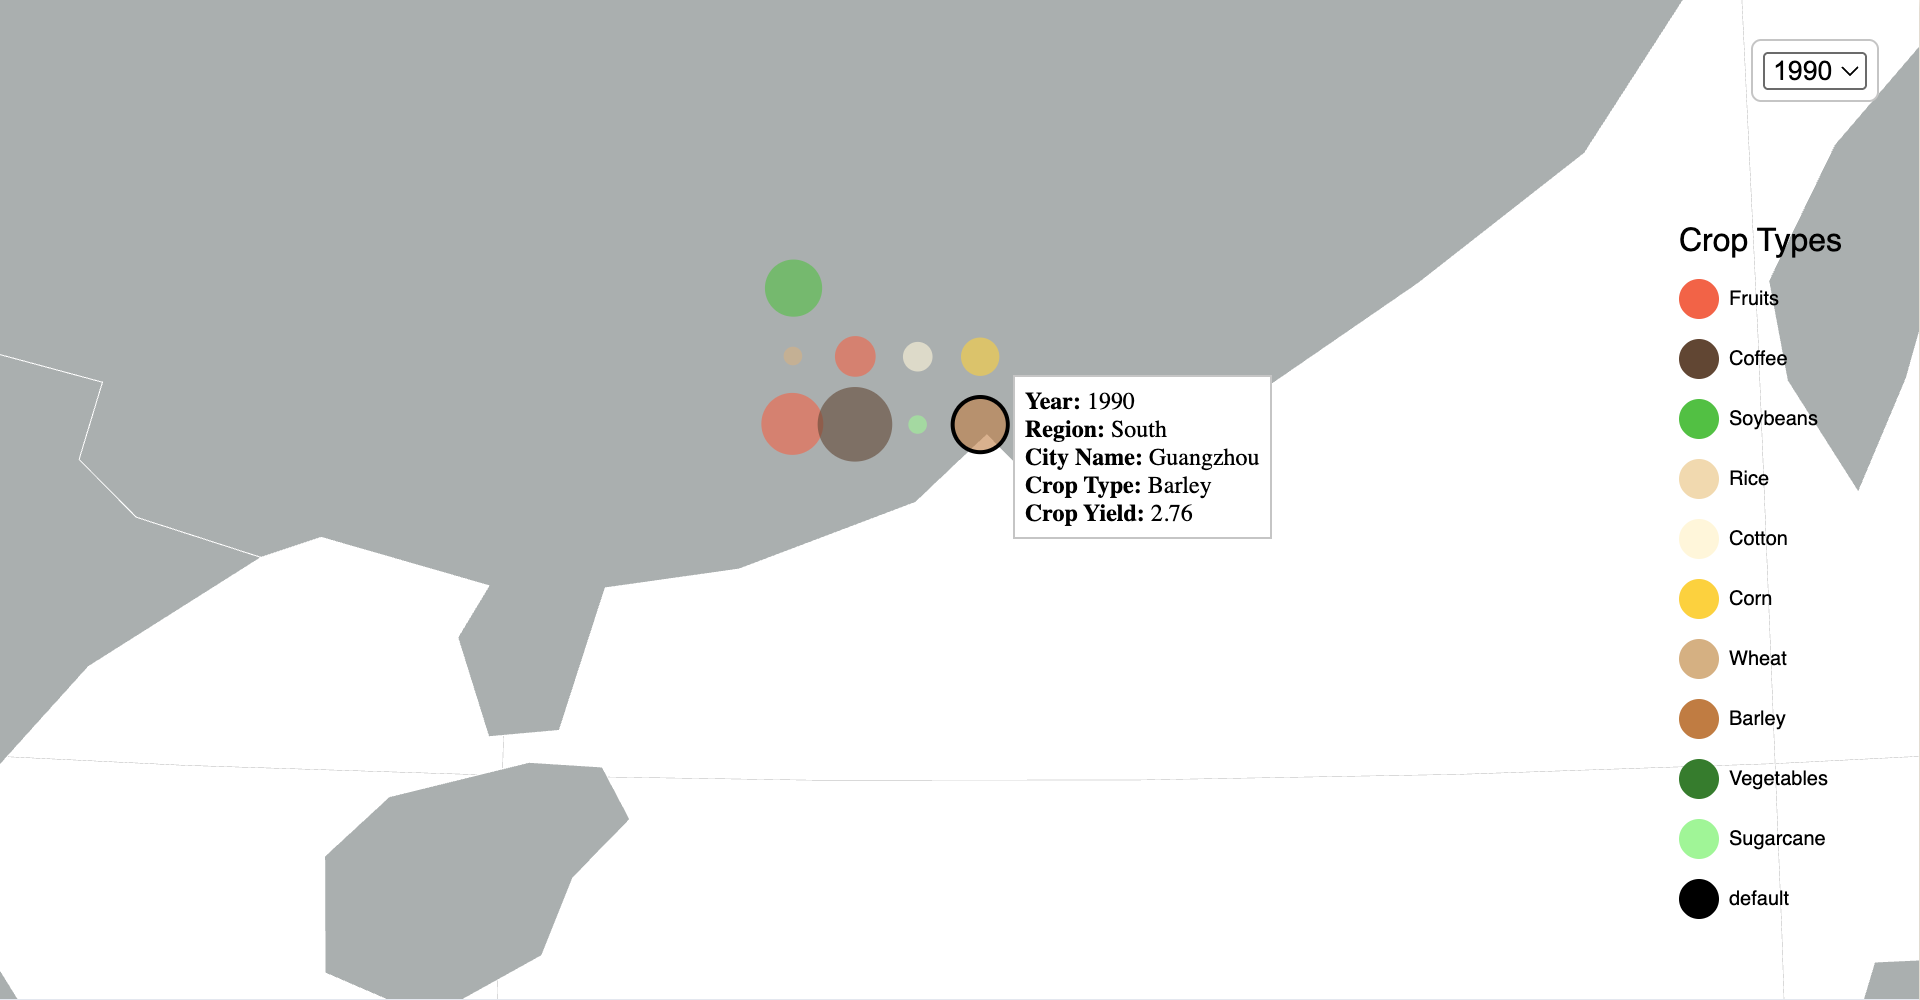 1990
Crop Types
Fruits
Coffee
Soybeans
Rice
Cotton
Corn
Wheat
Barley
Vegetables
Sugarcane
default
Year: 1990
Region: South
City Name: Guangzhou
Crop Type: Barley
Crop Yield: 2.76